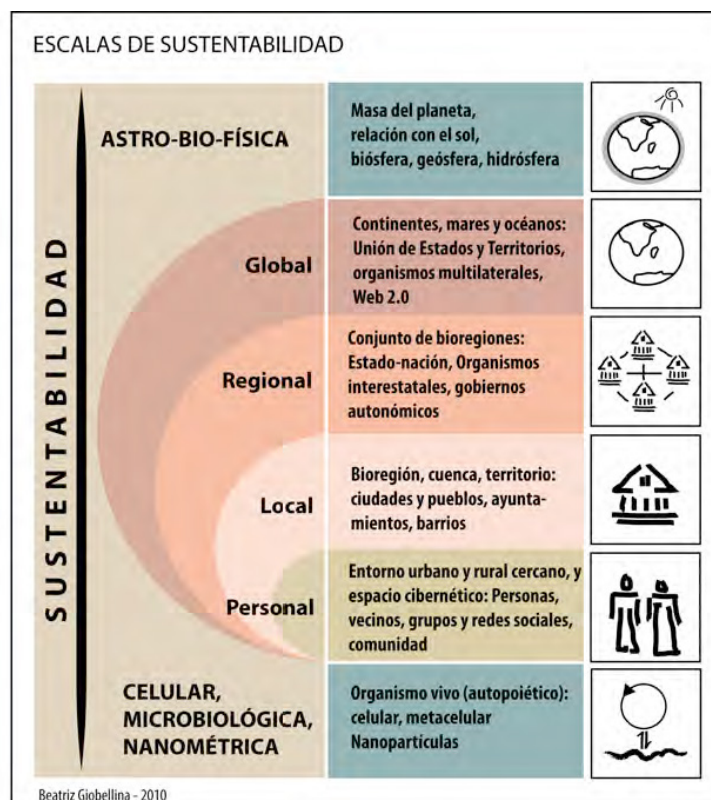 ESCALAS DE SUSTENTABILIDAD
SUSTENTABILIDAD
ASTRO-BIO-FÍSICA
Masa del planeta,
relación con el sol,
biósfera, geósfera, hidrósfera
Global
Continentes, mares y océanos:
Unión de Estados y Territorios,
organismos multilaterales,
Web 2.0
Regional
Conjunto de bioregiones:
Estado-nación, Organismos
interestatales, gobiernos
autonómicos
Local
Bioregión, cuenca, territorio:
ciudades y pueblos, ayunta-
mientos, barrios
Personal
Entorno urbano y rural cercano, y
espacio cibernético: Personas,
vecinos, grupos y redes sociales,
comunidad
CELULAR,
MICROBIOLÓGICA,
NANOMÉTRICA
Organismo vivo (autopoiético):
celular, metacelular
Nanopartículas
Beatriz Giobellina - 2010